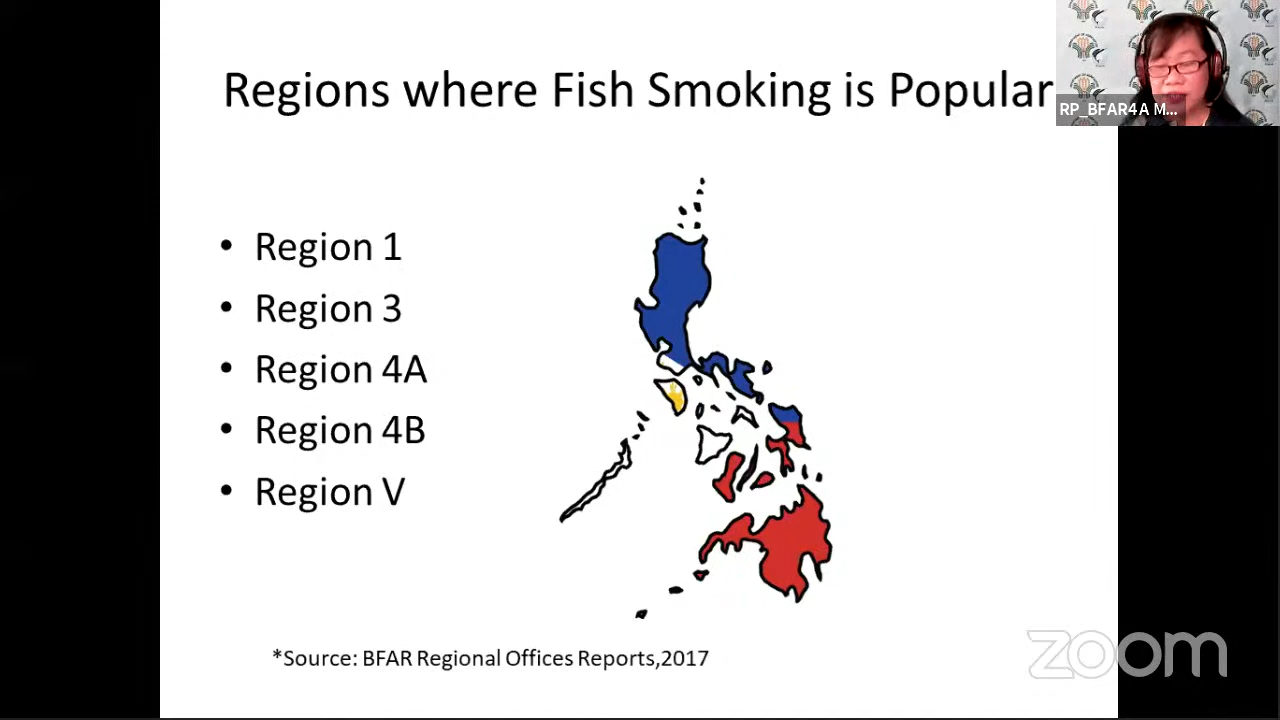 Regions where Fish Smoking is Popular
RP_BFAR4A M...
• Region 1
• Region 3
• Region 4A
• Region 4B
• Region V
*Source: BFAR Regional Offices Reports,2017
zoom